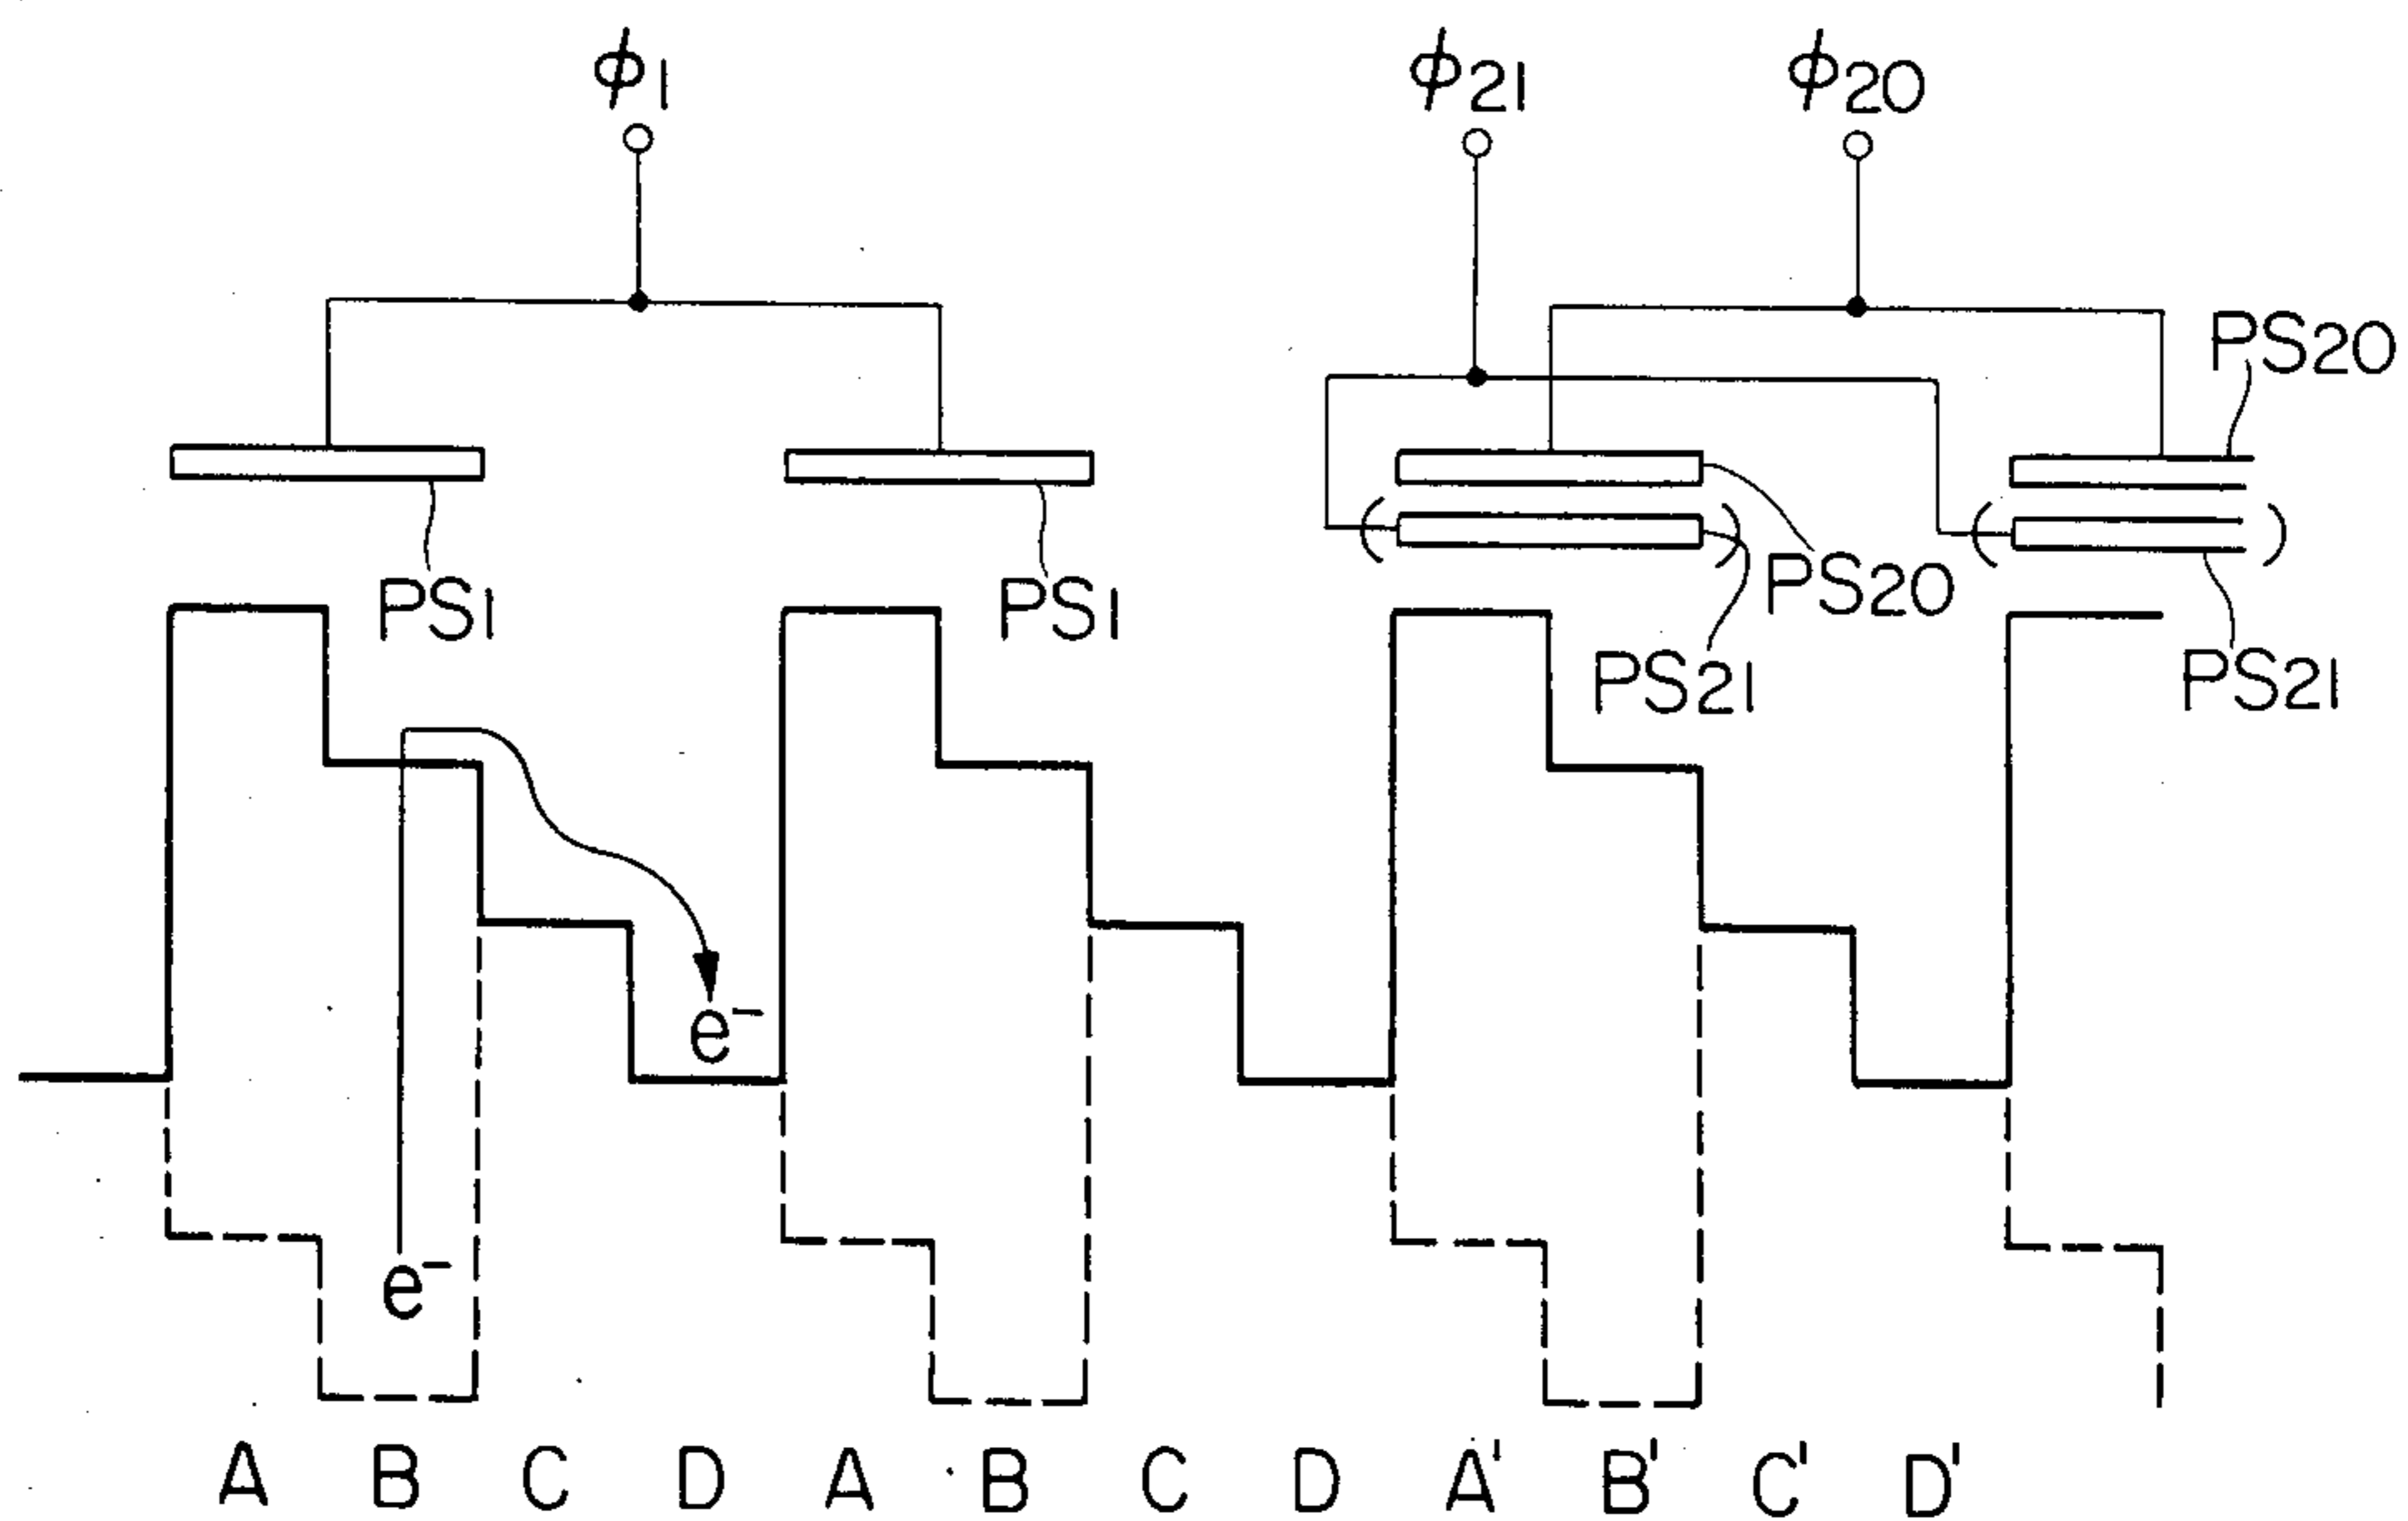 ϕ1 ϕ21 ϕ20
PS20
PS1 PS1 PS20
PS21 PS21
e⁻
e⁻
A B C D A B C D A' B' C' D'